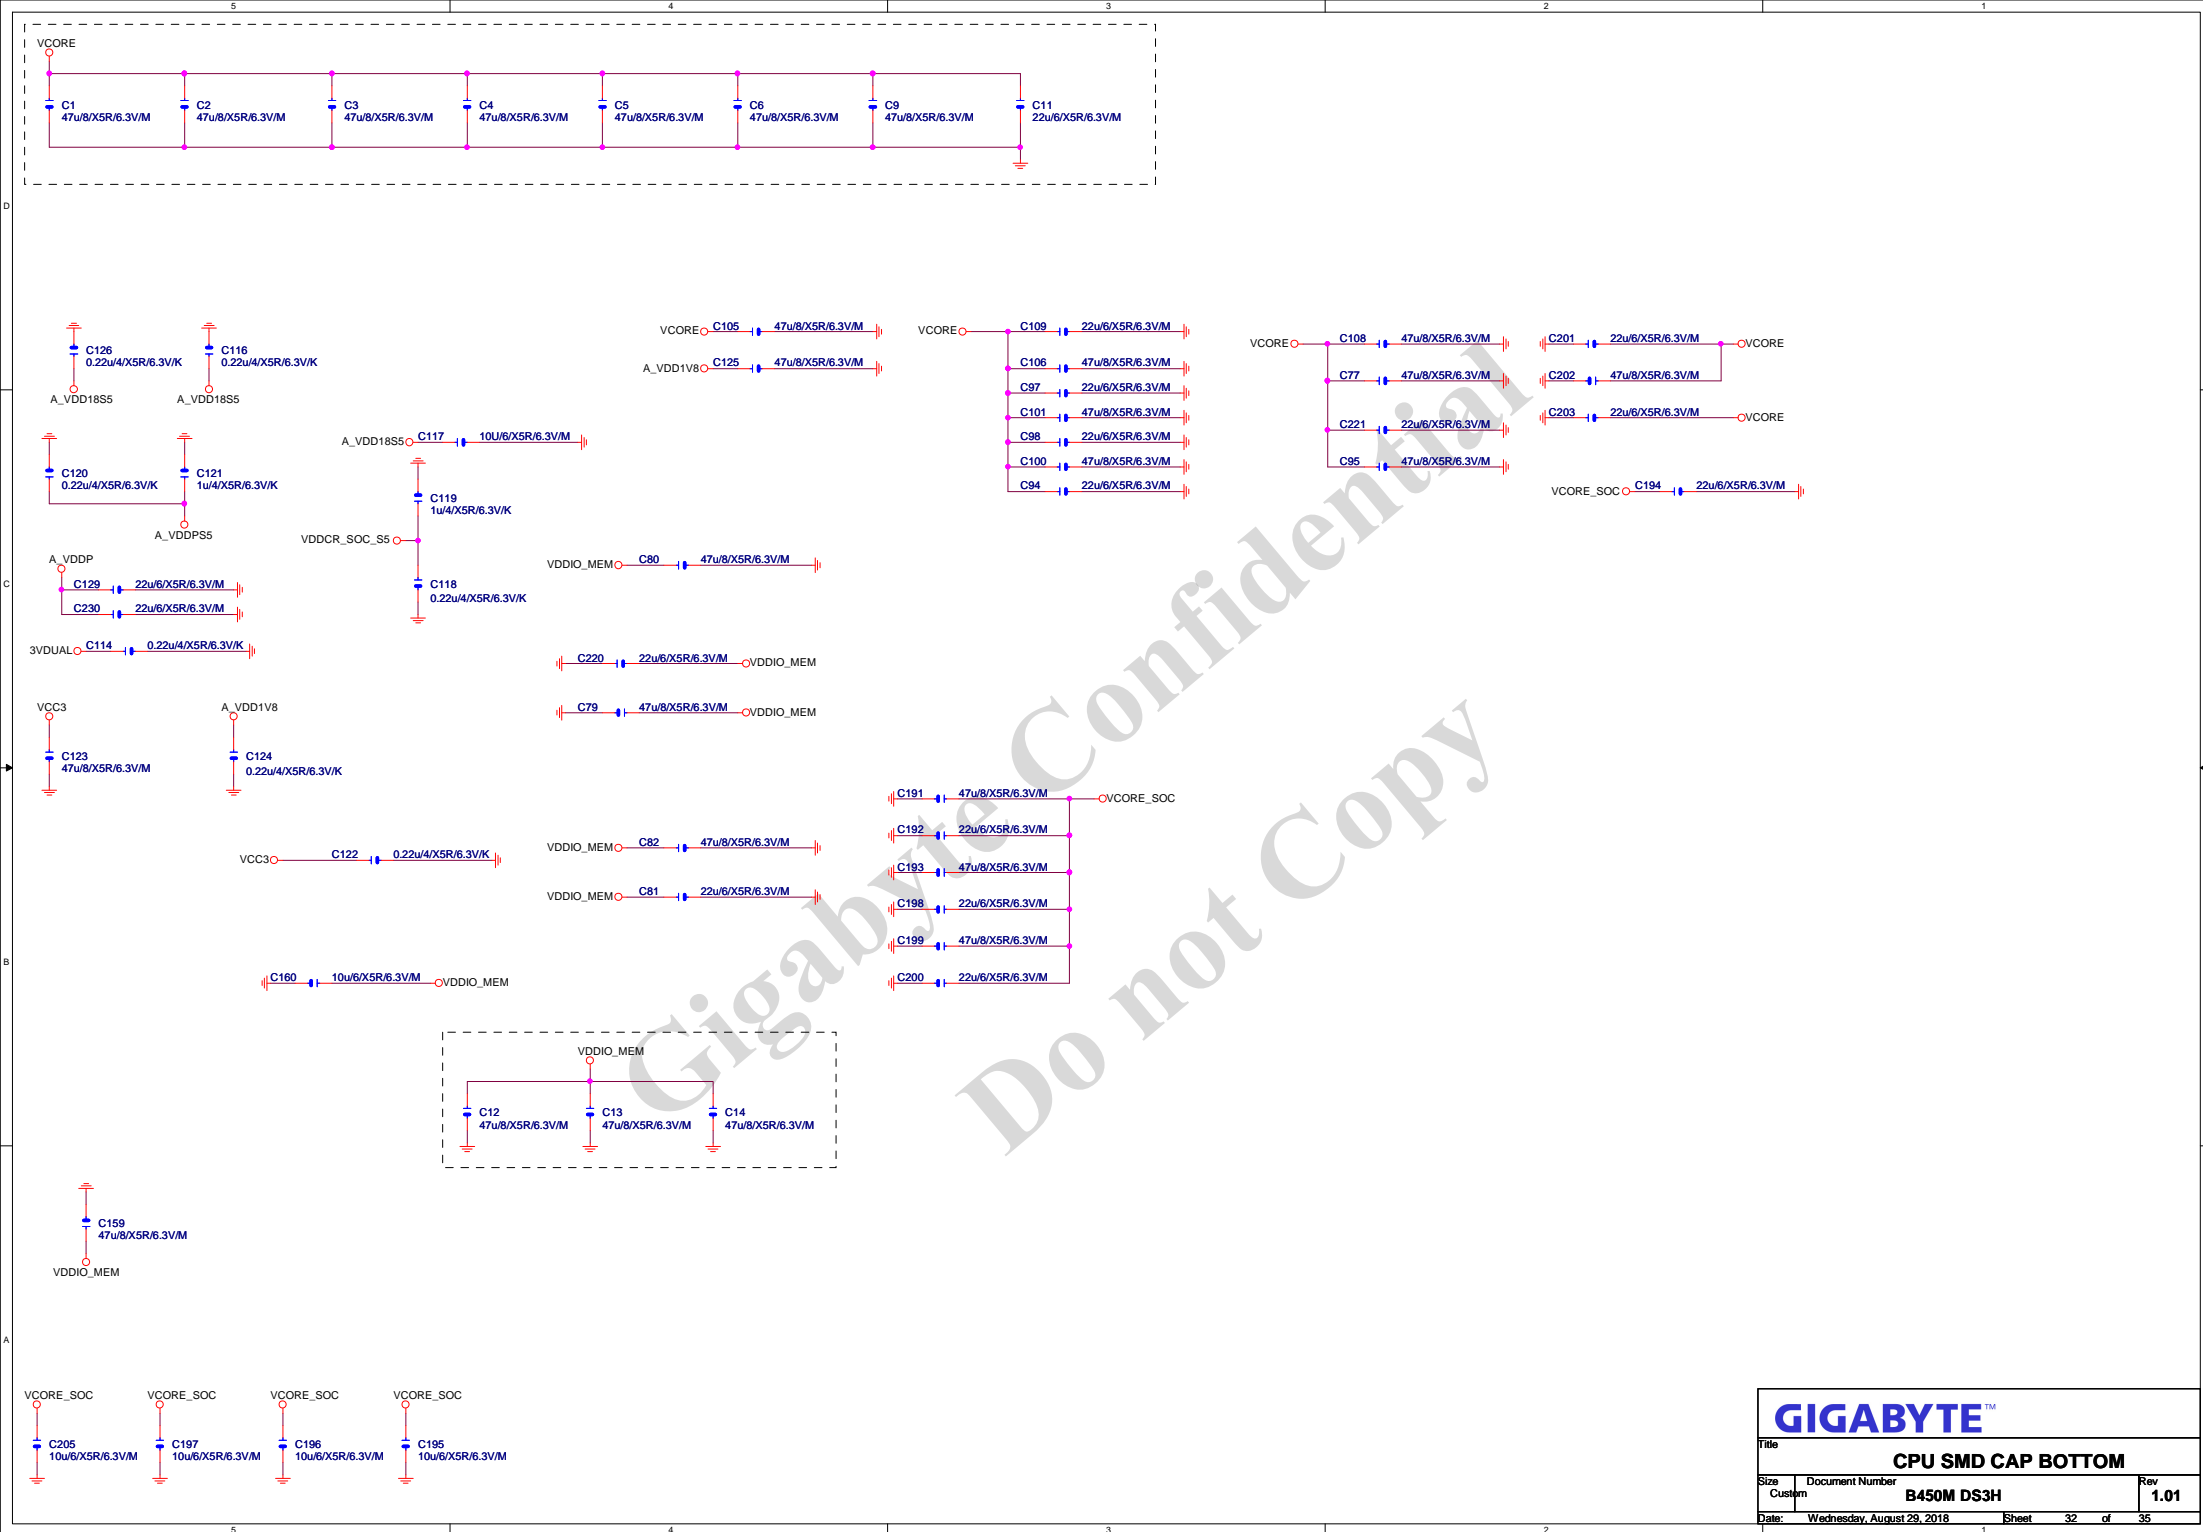 5 4 3 2 1
VCORE
C1 C2 C3 C4 C5 C6 C9 C11
47u/8/X5R/6.3V/M 47u/8/X5R/6.3V/M 47u/8/X5R/6.3V/M 47u/8/X5R/6.3V/M 47u/8/X5R/6.3V/M 47u/8/X5R/6.3V/M 47u/8/X5R/6.3V/M 22u/6/X5R/6.3V/M
D
C126
0.22u/4/X5R/6.3V/K
A_VDD18S5
C116
0.22u/4/X5R/6.3V/K
A_VDD18S5
VCORE C105 47u/8/X5R/6.3V/M
A_VDD1V8 C125 47u/8/X5R/6.3V/M
VCORE C109 22u/6/X5R/6.3V/M
C106 47u/8/X5R/6.3V/M
C97 22u/6/X5R/6.3V/M
C101 47u/8/X5R/6.3V/M
C98 22u/6/X5R/6.3V/M
C100 47u/8/X5R/6.3V/M
C94 22u/6/X5R/6.3V/M
VCORE C108 47u/8/X5R/6.3V/M
C77 47u/8/X5R/6.3V/M
C221 22u/6/X5R/6.3V/M
C95 47u/8/X5R/6.3V/M
C201 22u/6/X5R/6.3V/M VCORE
C202 47u/8/X5R/6.3V/M
C203 22u/6/X5R/6.3V/M VCORE
VCORE_SOC C194 22u/6/X5R/6.3V/M
C120
0.22u/4/X5R/6.3V/K
C121
1u/4/X5R/6.3V/K
A_VDDPS5
A_VDD18S5 C117 10U/6/X5R/6.3V/M
C119
1u/4/X5R/6.3V/K
VDDCR_SOC_S5
C118
0.22u/4/X5R/6.3V/K
C
A_VDDP
C129 22u/6/X5R/6.3V/M
C230 22u/6/X5R/6.3V/M
3VDUAL C114 0.22u/4/X5R/6.3V/K
VDDIO_MEM C80 47u/8/X5R/6.3V/M
C220 22u/6/X5R/6.3V/M VDDIO_MEM
C79 47u/8/X5R/6.3V/M VDDIO_MEM
VCC3
C123
47u/8/X5R/6.3V/M
A_VDD1V8
C124
0.22u/4/X5R/6.3V/K
VCC3 C122 0.22u/4/X5R/6.3V/K
VDDIO_MEM C82 47u/8/X5R/6.3V/M
VDDIO_MEM C81 22u/6/X5R/6.3V/M
C191 47u/8/X5R/6.3V/M VCORE_SOC
C192 22u/6/X5R/6.3V/M
C193 47u/8/X5R/6.3V/M
C198 22u/6/X5R/6.3V/M
C199 47u/8/X5R/6.3V/M
C200 22u/6/X5R/6.3V/M
B
C160 10u/6/X5R/6.3V/M VDDIO_MEM
VDDIO_MEM
C12 C13 C14
47u/8/X5R/6.3V/M 47u/8/X5R/6.3V/M 47u/8/X5R/6.3V/M
Gigabyte Confidential
Do not Copy
C159
47u/8/X5R/6.3V/M
VDDIO_MEM
A
VCORE_SOC VCORE_SOC VCORE_SOC VCORE_SOC
C205 C197 C196 C195
10u/6/X5R/6.3V/M 10u/6/X5R/6.3V/M 10u/6/X5R/6.3V/M 10u/6/X5R/6.3V/M
GIGABYTE™
Title
CPU SMD CAP BOTTOM
Size Document Number Rev
Custom B450M DS3H 1.01
Date: Wednesday, August 29, 2018 Sheet 32 of 35
5 4 3 2 1